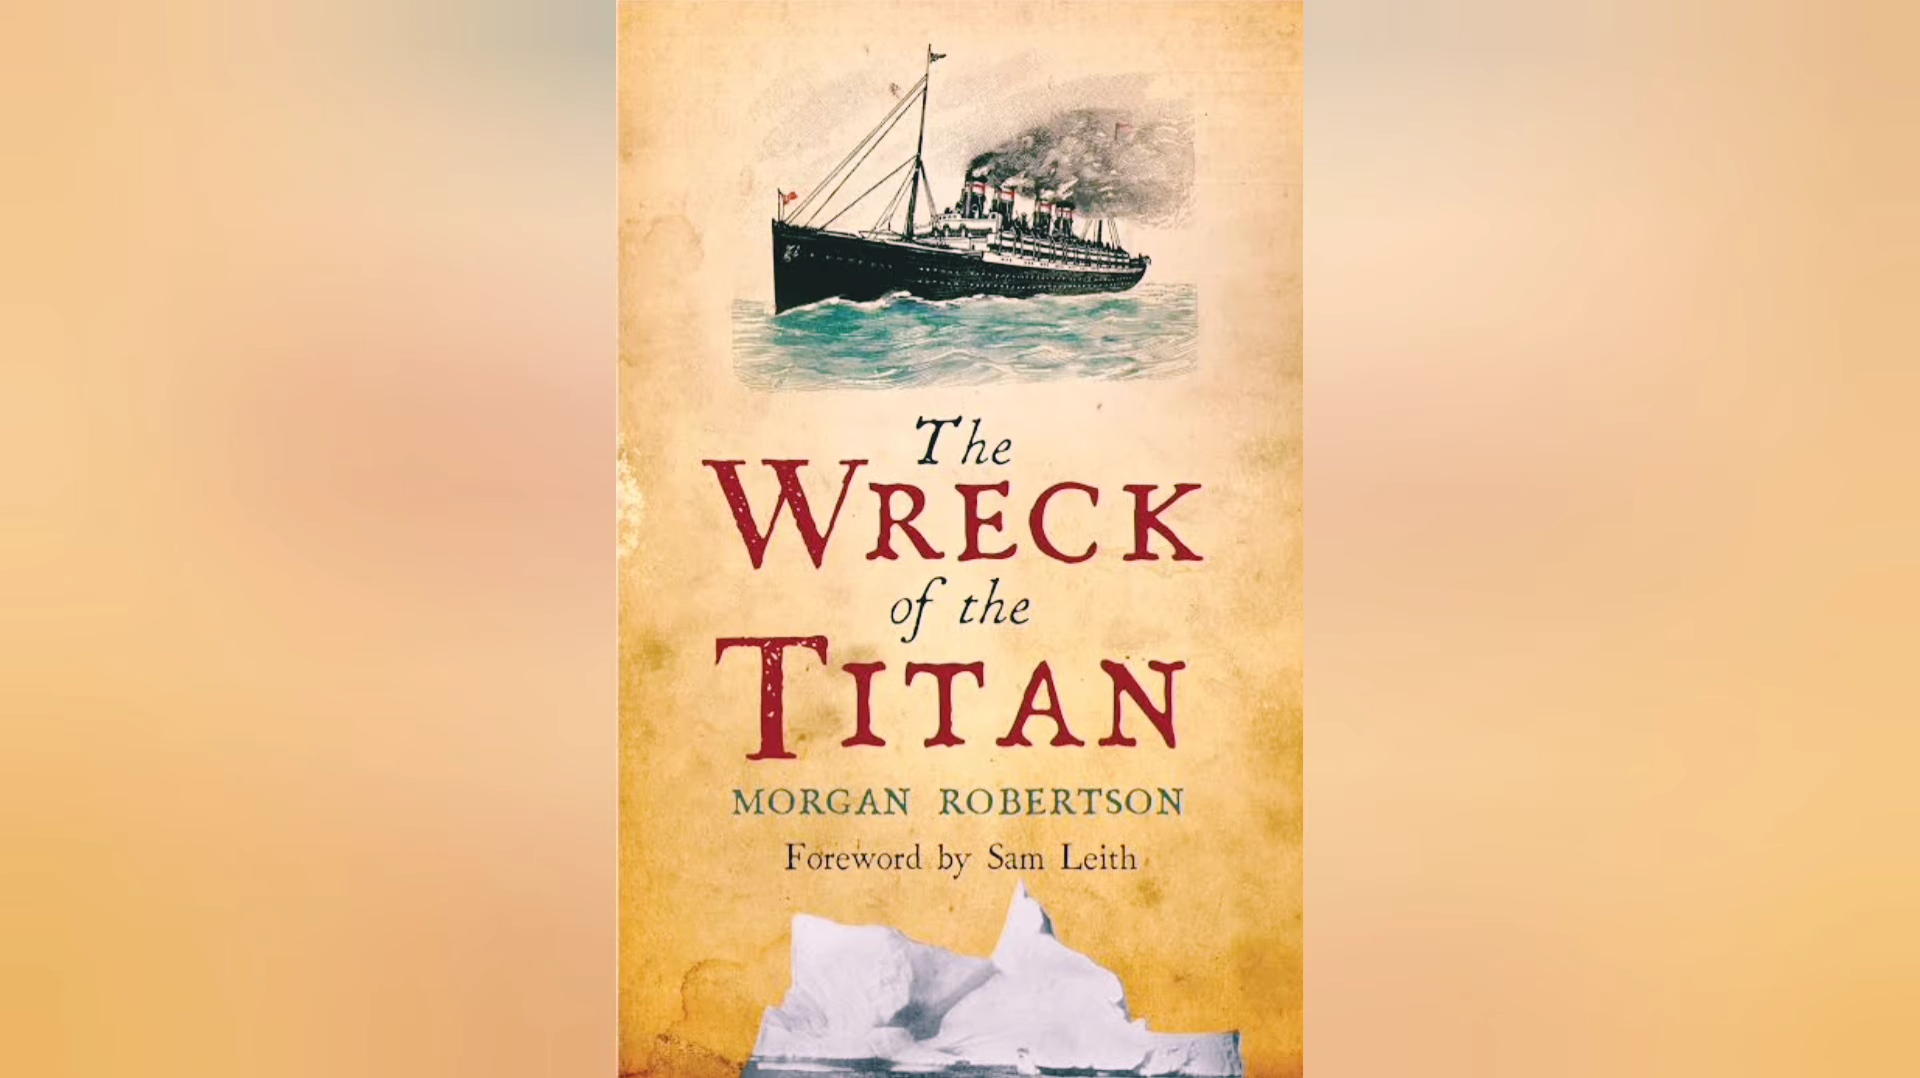 The
WRECK
of the
TITAN
MORGAN ROBERTSON
Foreword by Sam Leith